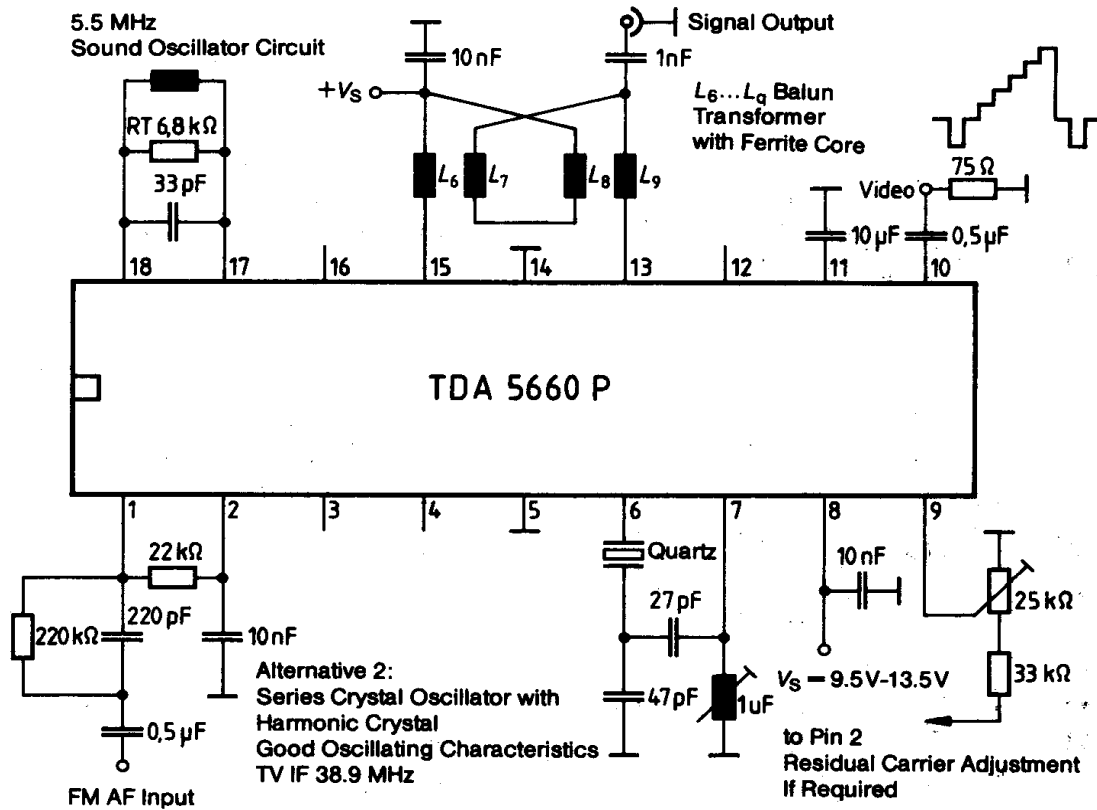 5.5 MHz
Sound Oscillator Circuit
RT 6,8 kΩ
33 pF
10 nF
+VS
Signal Output
1nF
L6...Lq Balun
Transformer
with Ferrite Core
L6
L7
L8
L9
75 Ω
Video
10 µF
0,5 µF
18
17
16
15
14
13
12
11
10
TDA 5660 P
1
2
3
4
5
6
7
8
9
22 kΩ
220 kΩ
220 pF
10 nF
0,5 µF
FM AF Input
Alternative 2:
Series Crystal Oscillator with
Harmonic Crystal
Good Oscillating Characteristics
TV IF 38.9 MHz
Quartz
27 pF
47 pF
1uF
10 nF
VS = 9.5 V-13.5 V
25 kΩ
33 kΩ
to Pin 2
Residual Carrier Adjustment
If Required